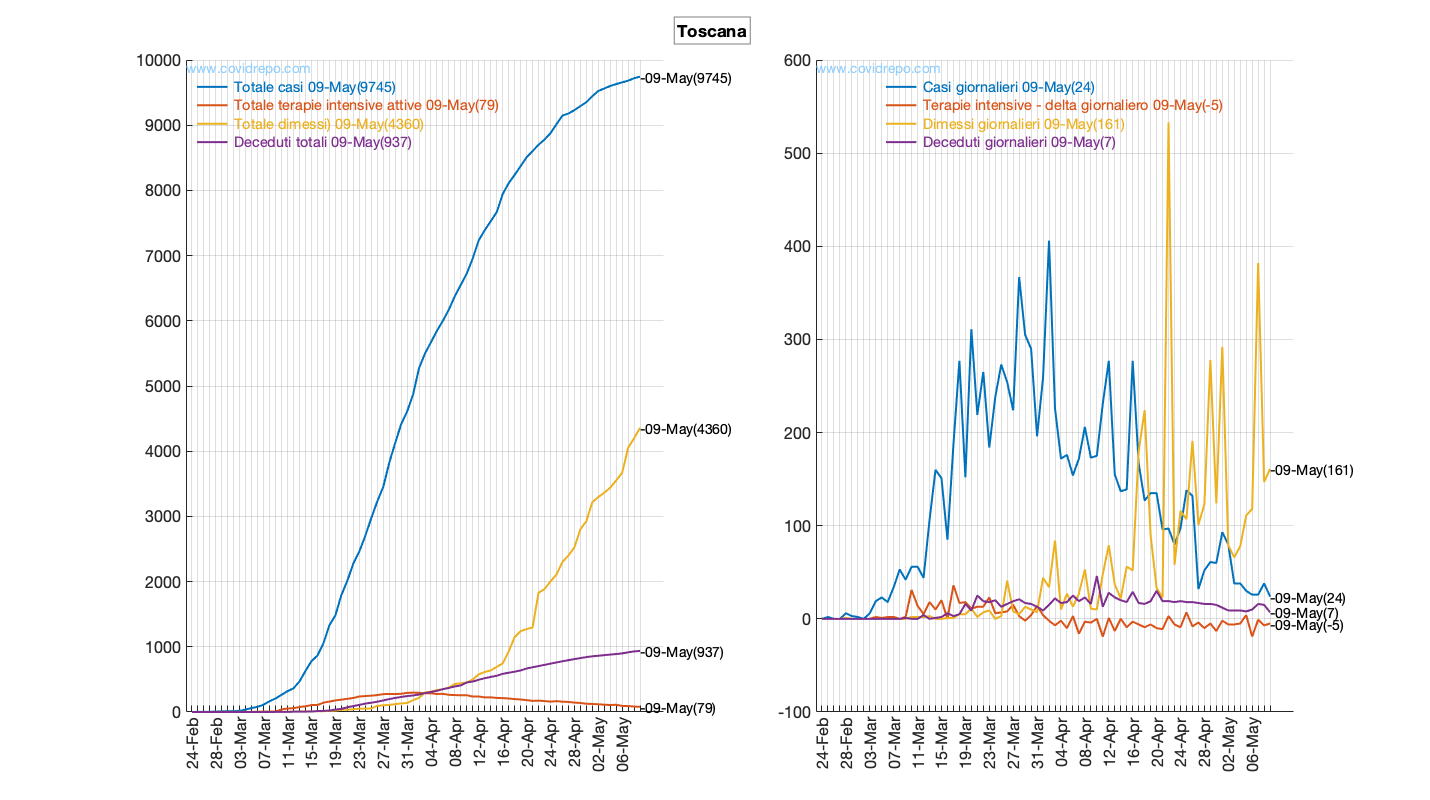 Toscana
www.covidrepo.com
Totale casi 09-May(9745)
Totale terapie intensive attive 09-May(79)
Totale dimessi) 09-May(4360)
Deceduti totali 09-May(937)
10000
9000
8000
7000
6000
5000
4000
3000
2000
1000
0
-09-May(9745)
-09-May(4360)
-09-May(937)
-09-May(79)
24-Feb
28-Feb
03-Mar
07-Mar
11-Mar
15-Mar
19-Mar
23-Mar
27-Mar
31-Mar
04-Apr
08-Apr
12-Apr
16-Apr
20-Apr
24-Apr
28-Apr
02-May
06-May
www.covidrepo.com
Casi giornalieri 09-May(24)
Terapie intensive - delta giornaliero 09-May(-5)
Dimessi giornalieri 09-May(161)
Deceduti giornalieri 09-May(7)
600
500
400
300
200
100
0
-100
-09-May(161)
-09-May(24)
-09-May(7)
-09-May(-5)
24-Feb
28-Feb
03-Mar
07-Mar
11-Mar
15-Mar
19-Mar
23-Mar
27-Mar
31-Mar
04-Apr
08-Apr
12-Apr
16-Apr
20-Apr
24-Apr
28-Apr
02-May
06-May